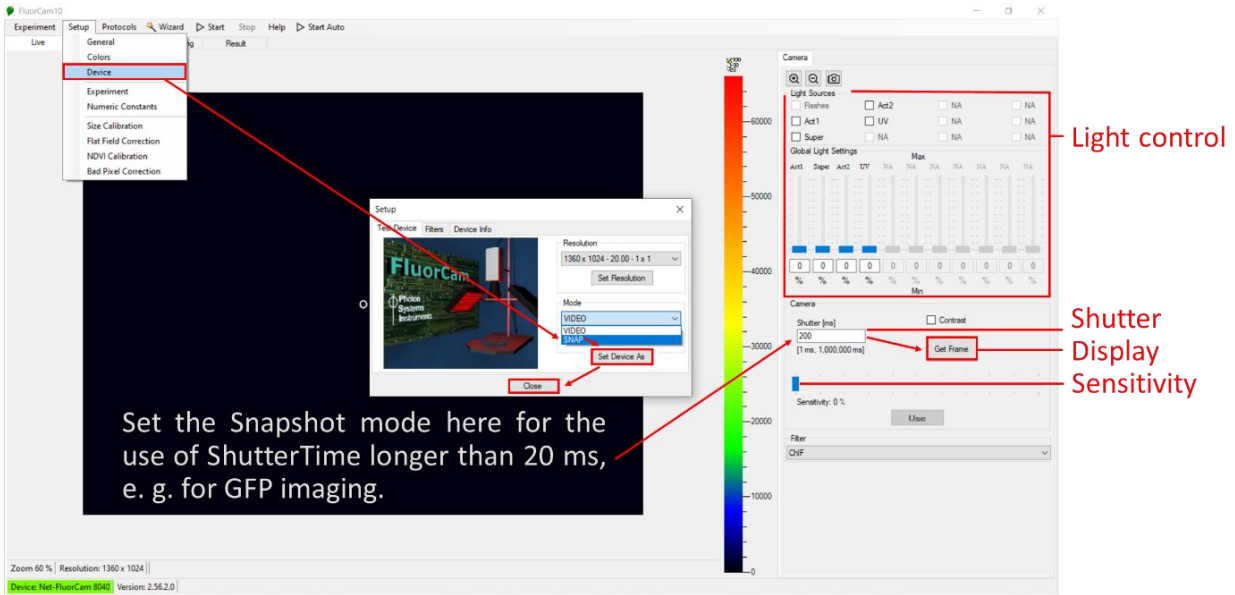 FluorCam10
Experiment Setup Protocols Wizard Start Stop Help Start Auto
Live
Result
General
Colors
Device
Experiment
Numeric Constants
Size Calibration
Flat Field Correction
NDVI Calibration
Bad Pixel Correction
60000
50000
40000
30000
20000
10000
0
Setup
Test Device Filters Device Info
FluorCam
Photon
Systems
Instruments
Resolution
1360 x 1024 - 20.00 - 1 x 1
Set Resolution
Mode
VIDEO
VIDEO
SNAP
Set Device As
Close
Set the Snapshot mode here for the
use of ShutterTime longer than 20 ms,
e. g. for GFP imaging.
Camera
Light Sources
Flashes Act2 NA NA
Act1 UV NA NA
Super NA NA NA
Global Light Settings
Max
Act1 Super Act2 UV NA NA NA NA NA NA NA
0 0 0 0 0 0 0 0 0 0 0
% % % % % % % % % % %
Min
Camera
Shutter [ms]
Contrast
200
[1 ms, 1,000,000 ms]
Get Frame
Sensitivity: 0 %
Use
Filter
ChlF
Light control
Shutter
Display
Sensitivity
Zoom 60 % Resolution: 1360 x 1024
Device: Net-FluorCam 8040 Version: 2.56.2.0